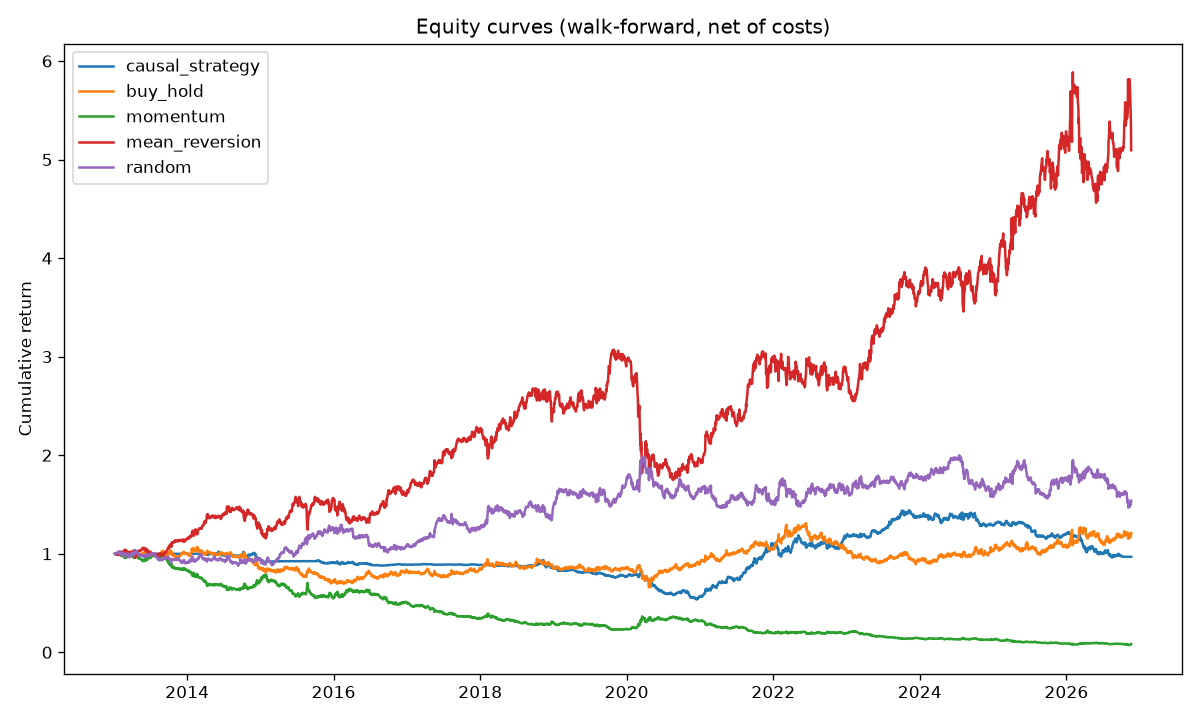 Equity curves (walk-forward, net of costs)
causal_strategy
buy_hold
momentum
mean_reversion
random
Cumulative return
6
5
4
3
2
1
0
2014 2016 2018 2020 2022 2024 2026